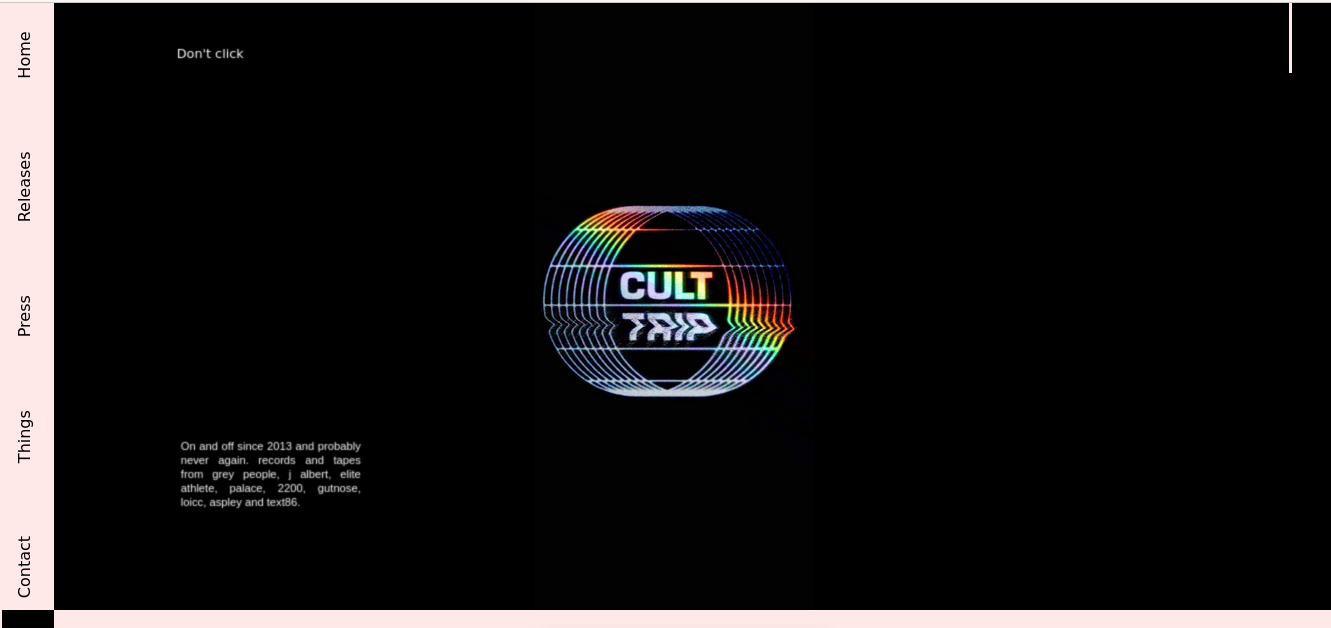 Home
Releases
Press
Things
Contact
Don't click
CULT
TRIP
On and off since 2013 and probably
never again. records and tapes
from grey people, j albert, elite
athlete, palace, 2200, gutnose,
loicc, aspley and text86.